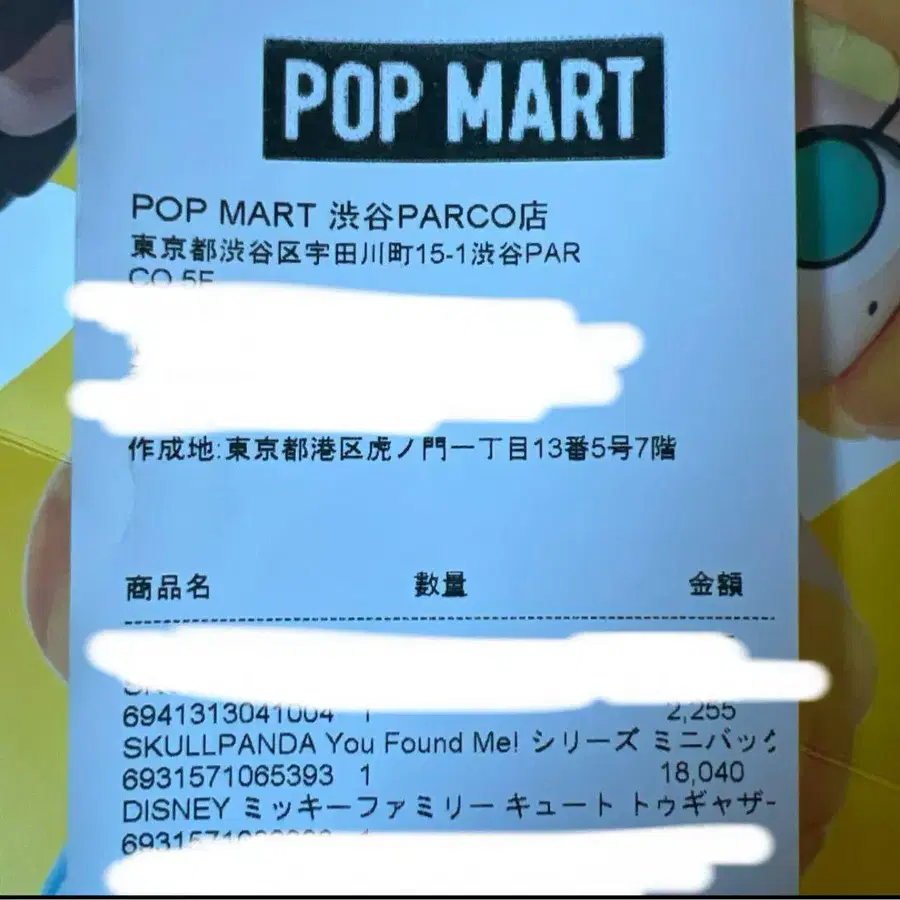 POP MART
POP MART 渋谷PARCO店
東京都渋谷区宇田川町15-1渋谷PAR
CO 5F
作成地:東京都港区虎ノ門一丁目13番5号7階
商品名 数量 金額
6941313041004 1 2,255
SKULLPANDA You Found Me! シリーズ ミニバッグ
6931571065393 1 18,040
DISNEY ミッキーファミリー キュート トゥギャザー